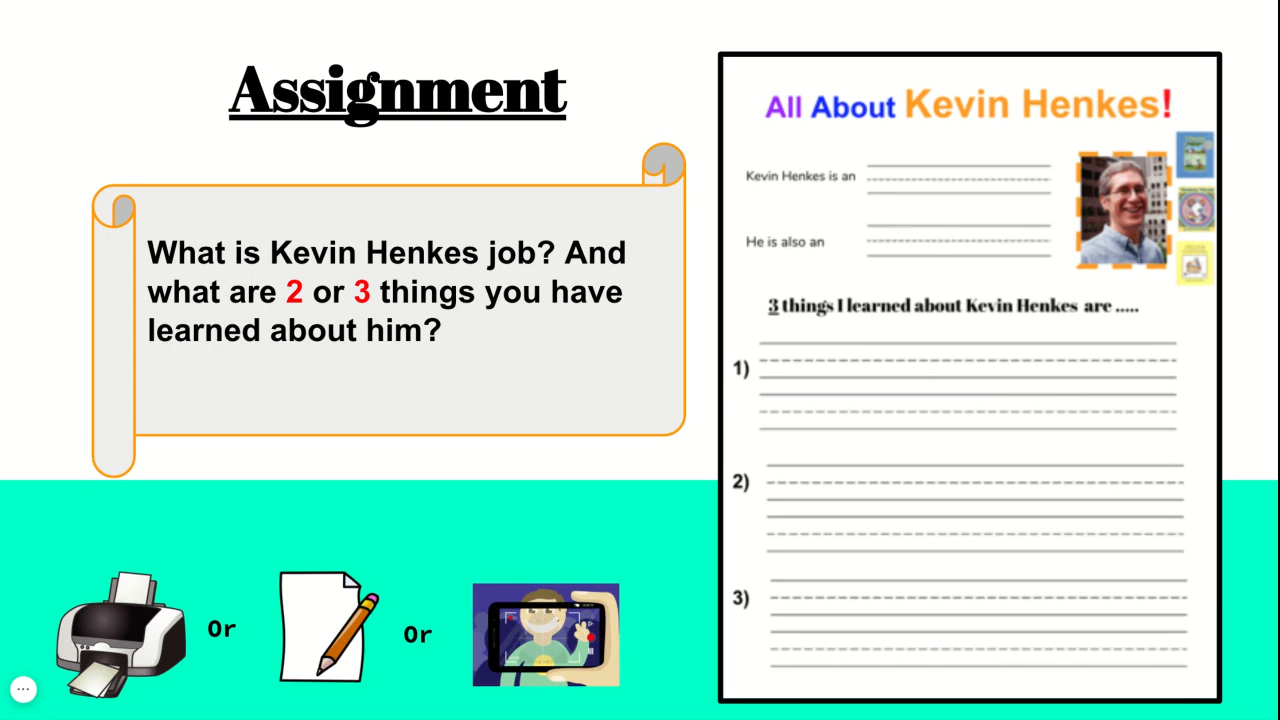 Assignment
What is Kevin Henkes job? And
what are 2 or 3 things you have
learned about him?
Or
Or
All About Kevin Henkes!
Kevin Henkes is an
He is also an
3 things I learned about Kevin Henkes are .....
1)
2)
3)